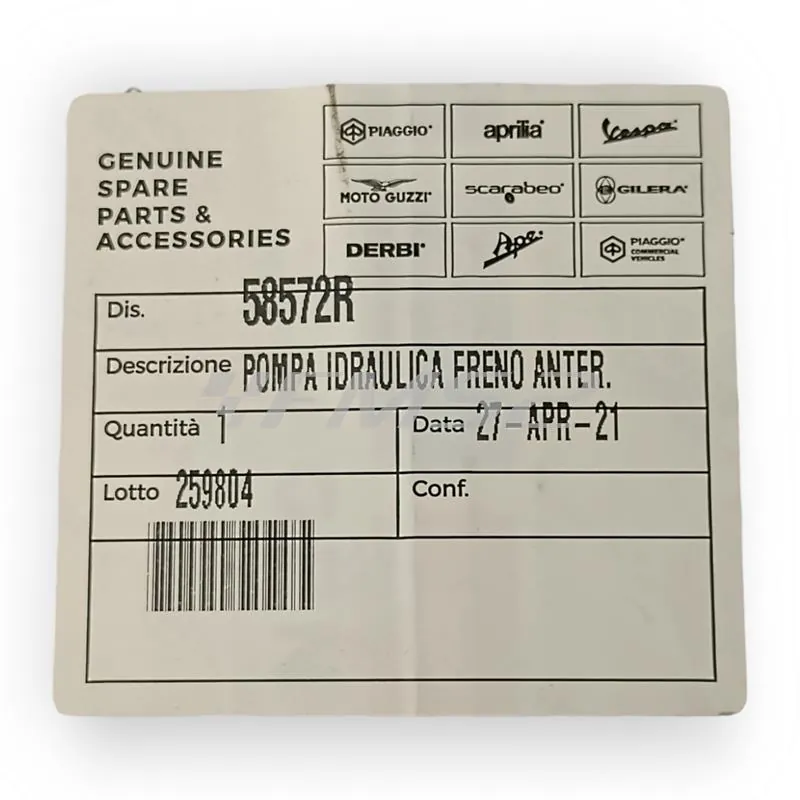 GENUINE
SPARE
PARTS &
ACCESSORIES
PIAGGIO®
aprilia®
Vespa®
MOTO GUZZI®
scarabeo®
GILERA®
DERBI®
Ape®
PIAGGIO®
COMMERCIAL
VEHICLES
Dis. 58572R
Descrizione POMPA IDRAULICA FRENO ANTER.
Quantità 1
Data 27-APR-21
Lotto 259804
Conf.